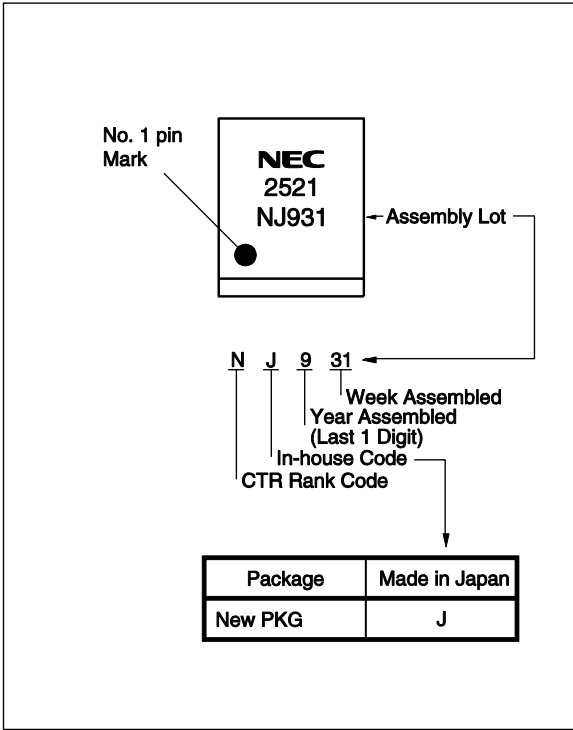 No. 1 pin
Mark
NEC
2521
NJ931
Assembly Lot
N J 9 31
Week Assembled
Year Assembled
(Last 1 Digit)
In-house Code
CTR Rank Code
Package Made in Japan
New PKG J